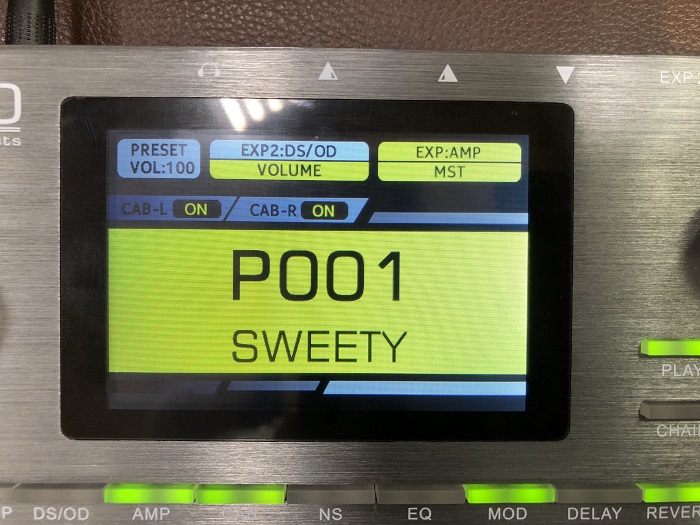 EXP
PRESET
VOL:100
EXP2:DS/OD
VOLUME
EXP:AMP
MST
CAB-L ON
CAB-R ON
P001
SWEETY
PLAY
DS/OD
AMP
NS
EQ
MOD
DELAY
REVER